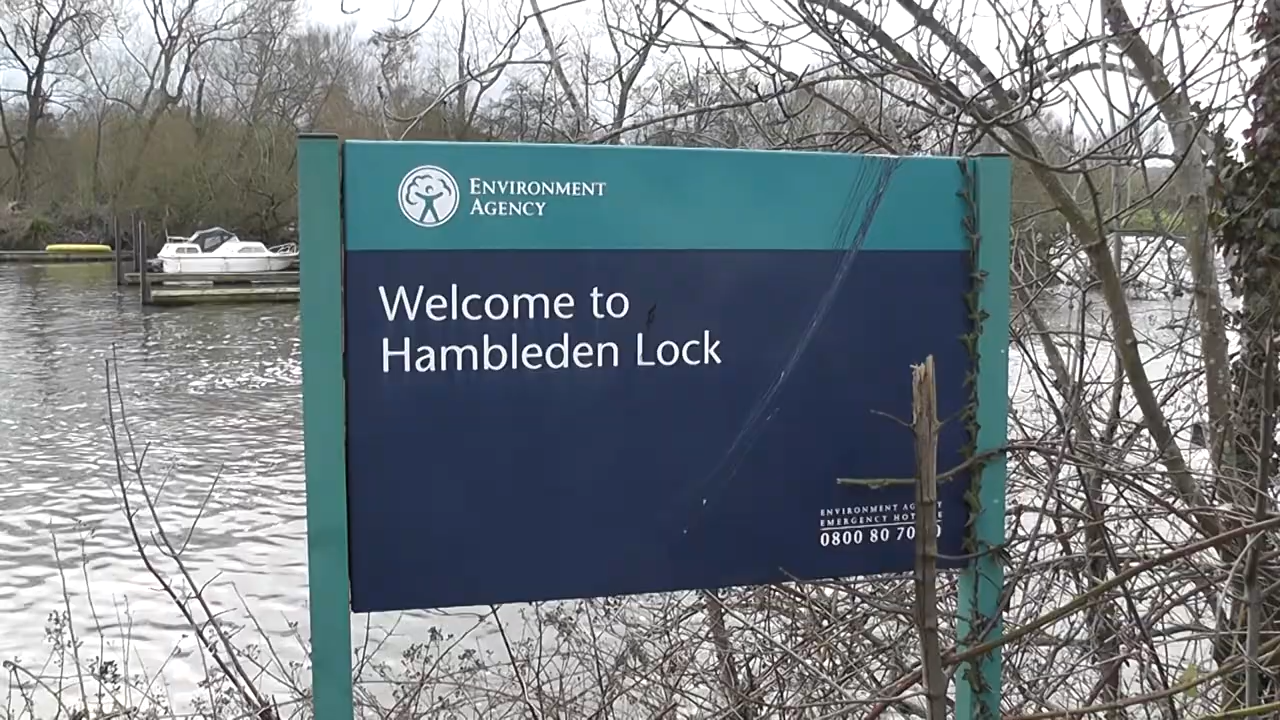 ENVIRONMENT
AGENCY
Welcome to
Hambleden Lock
ENVIRONMENT
EMERGENCY
0800 80 70